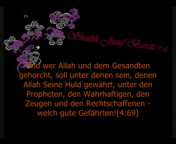 Und wer Allah und dem Gesandten
gehorcht, soll unter denen sein, denen
Allah Seine Huld gewährt, unter den
Propheten, den Wahrhaftigen, den
Zeugen und den Rechtschaffenen -
welch gute Gefährten![4:69]